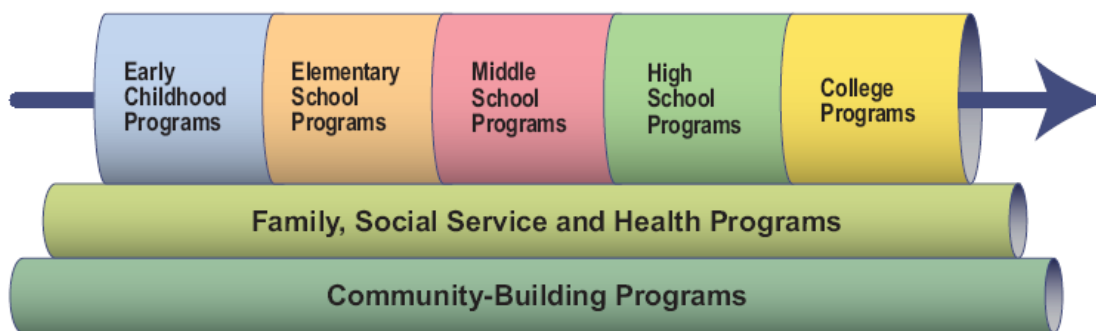 Early
Childhood
Programs
Elementary
School
Programs
Middle
School
Programs
High
School
Programs
College
Programs
Family, Social Service and Health Programs
Community-Building Programs